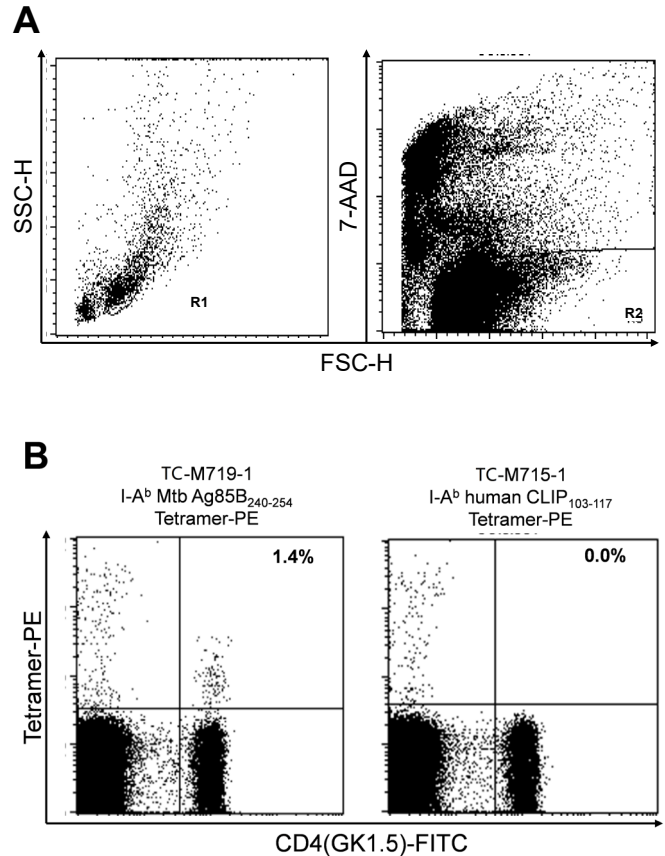 A
SSC-H
R1
7-AAD
R2
FSC-H
B
TC-M719-1
I-Aᵇ Mtb Ag85B₂₄₀₋₂₅₄
Tetramer-PE
1.4%
TC-M715-1
I-Aᵇ human CLIP₁₀₃₋₁₁₇
Tetramer-PE
0.0%
Tetramer-PE
CD4(GK1.5)-FITC